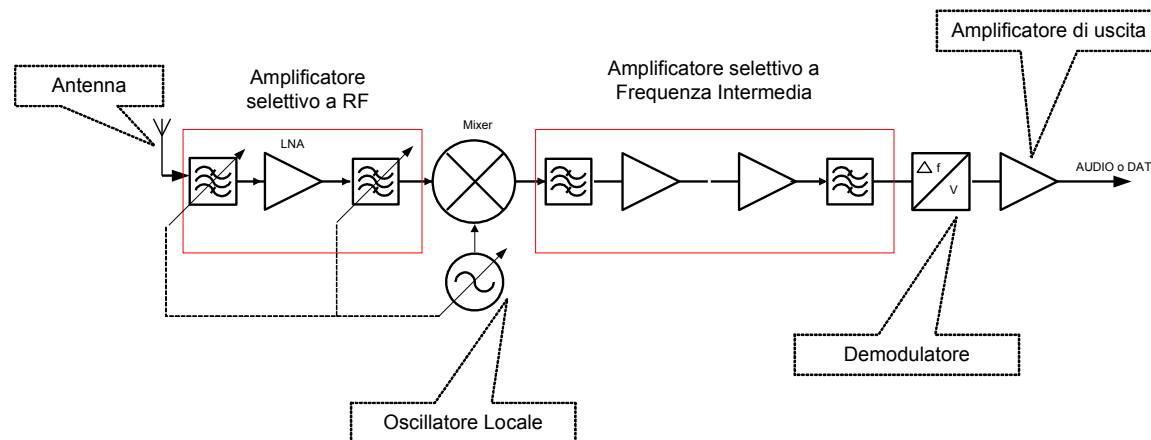 Amplificatore di uscita
Antenna
Amplificatore
selettivo a RF
Amplificatore selettivo a
Frequenza Intermedia
Mixer
LNA
Δ f
V
AUDIO o DAT
Demodulatore
Oscillatore Locale